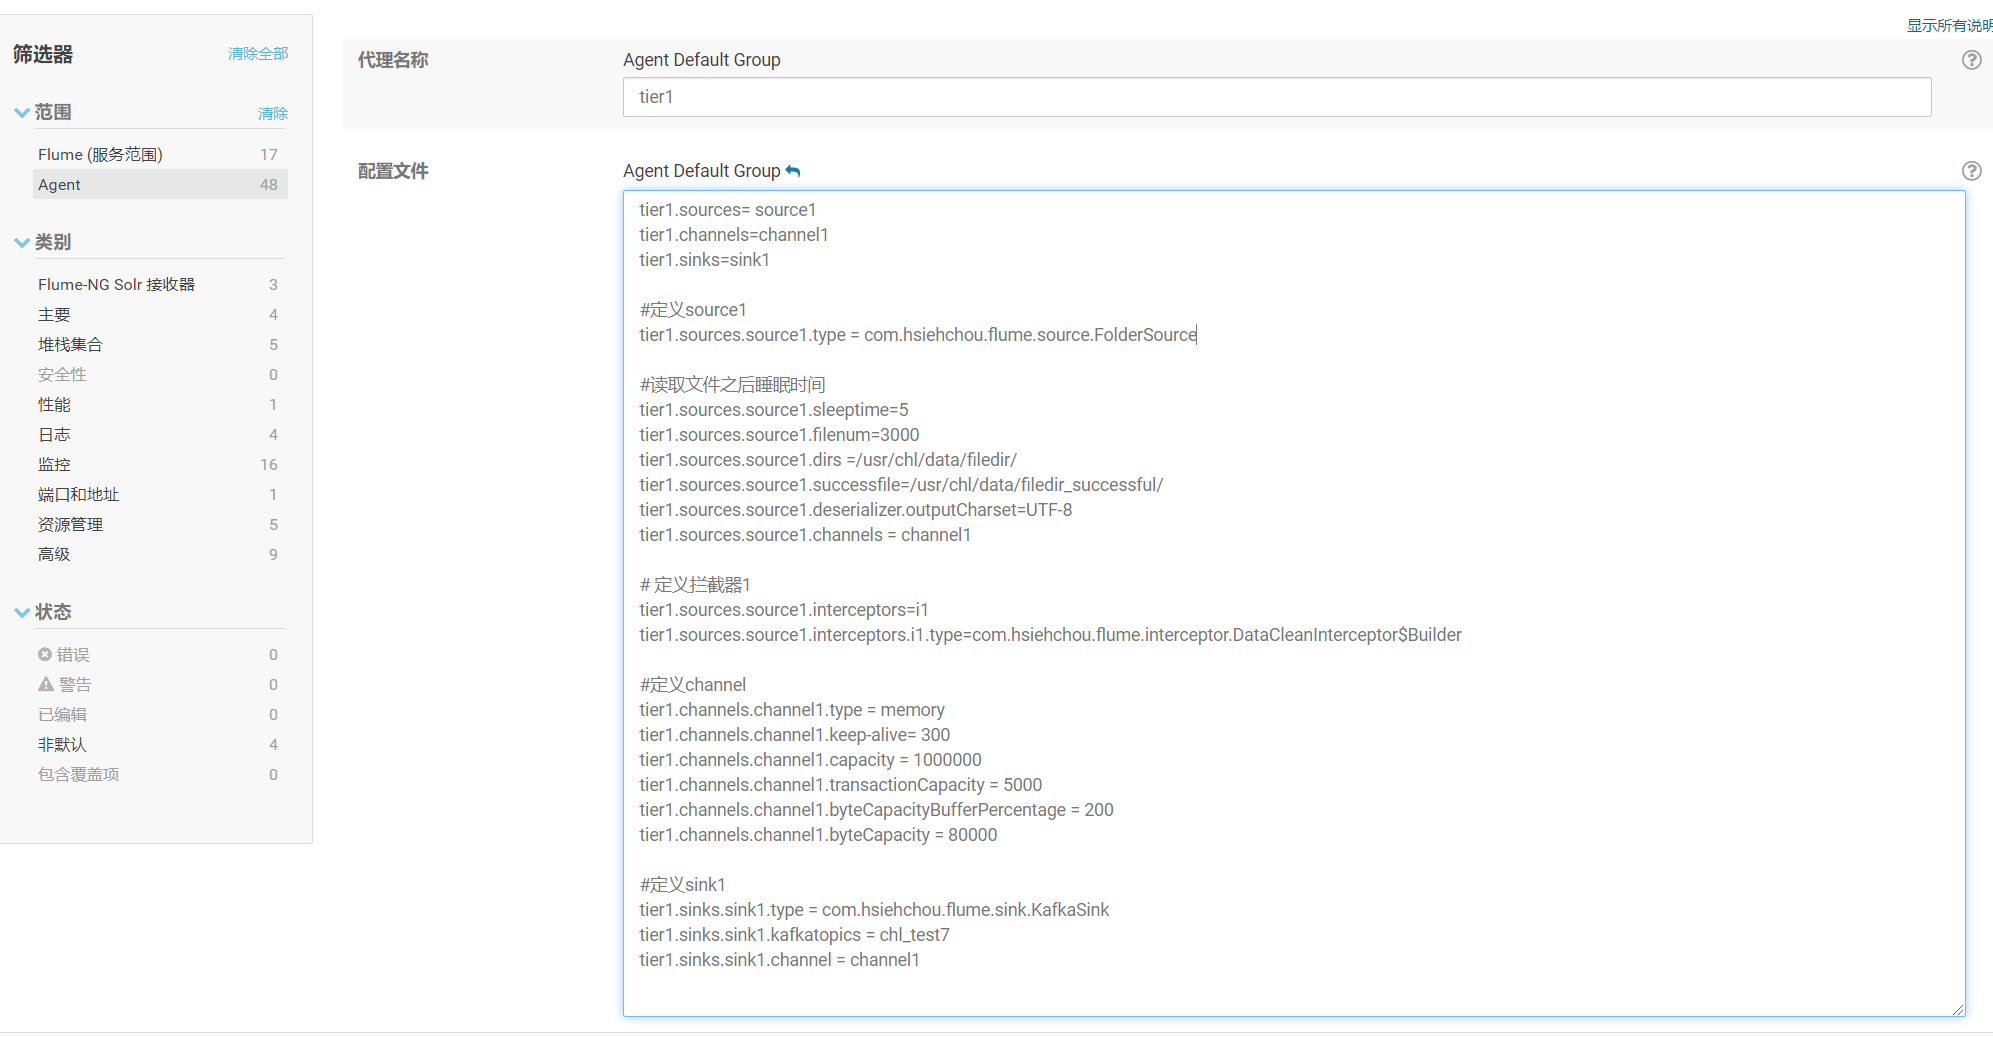 显示所有说明
筛选器
清除全部
范围
清除
Flume (服务范围) 17
Agent 48
类别
Flume-NG Solr 接收器 3
主要 4
堆栈集合 5
安全性 0
性能 1
日志 4
监控 16
端口和地址 1
资源管理 5
高级 9
状态
错误 0
警告 0
已编辑 0
非默认 4
包含覆盖项 0
代理名称
Agent Default Group
tier1
配置文件
Agent Default Group
tier1.sources= source1
tier1.channels=channel1
tier1.sinks=sink1
#定义source1
tier1.sources.source1.type = com.hsiehchou.flume.source.FolderSource
#读取文件之后睡眠时间
tier1.sources.source1.sleeptime=5
tier1.sources.source1.filenum=3000
tier1.sources.source1.dirs =/usr/chl/data/filedir/
tier1.sources.source1.successfile=/usr/chl/data/filedir_successful/
tier1.sources.source1.deserializer.outputCharset=UTF-8
tier1.sources.source1.channels = channel1
# 定义拦截器1
tier1.sources.source1.interceptors=i1
tier1.sources.source1.interceptors.i1.type=com.hsiehchou.flume.interceptor.DataCleanInterceptor$Builder
#定义channel
tier1.channels.channel1.type = memory
tier1.channels.channel1.keep-alive= 300
tier1.channels.channel1.capacity = 1000000
tier1.channels.channel1.transactionCapacity = 5000
tier1.channels.channel1.byteCapacityBufferPercentage = 200
tier1.channels.channel1.byteCapacity = 80000
#定义sink1
tier1.sinks.sink1.type = com.hsiehchou.flume.sink.KafkaSink
tier1.sinks.sink1.kafkatopics = chl_test7
tier1.sinks.sink1.channel = channel1